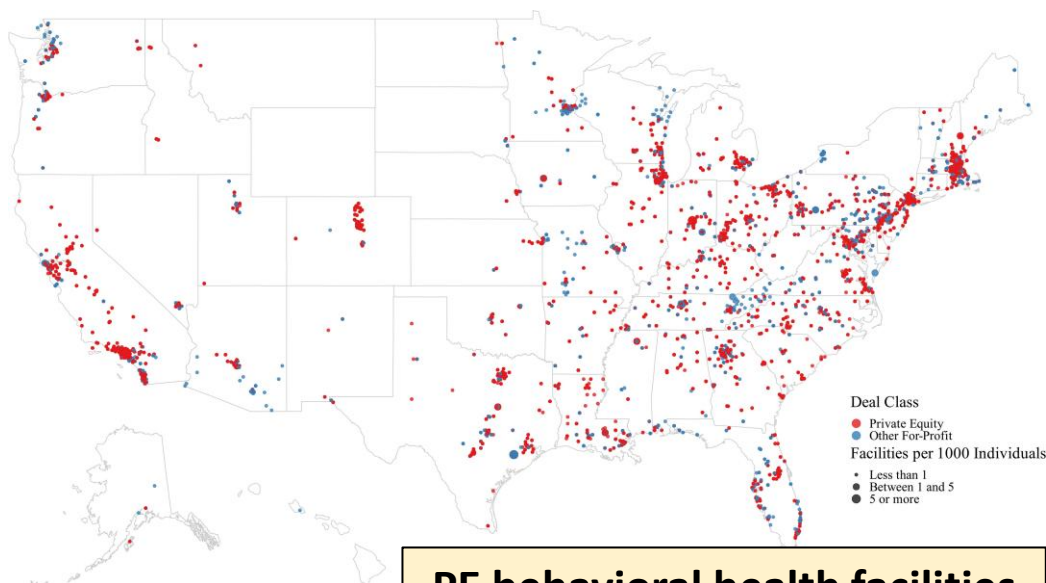 Deal Class
Private Equity
Other For-Profit
Facilities per 1000 Individuals
Less than 1
Between 1 and 5
5 or more
PE behavioral health facilities